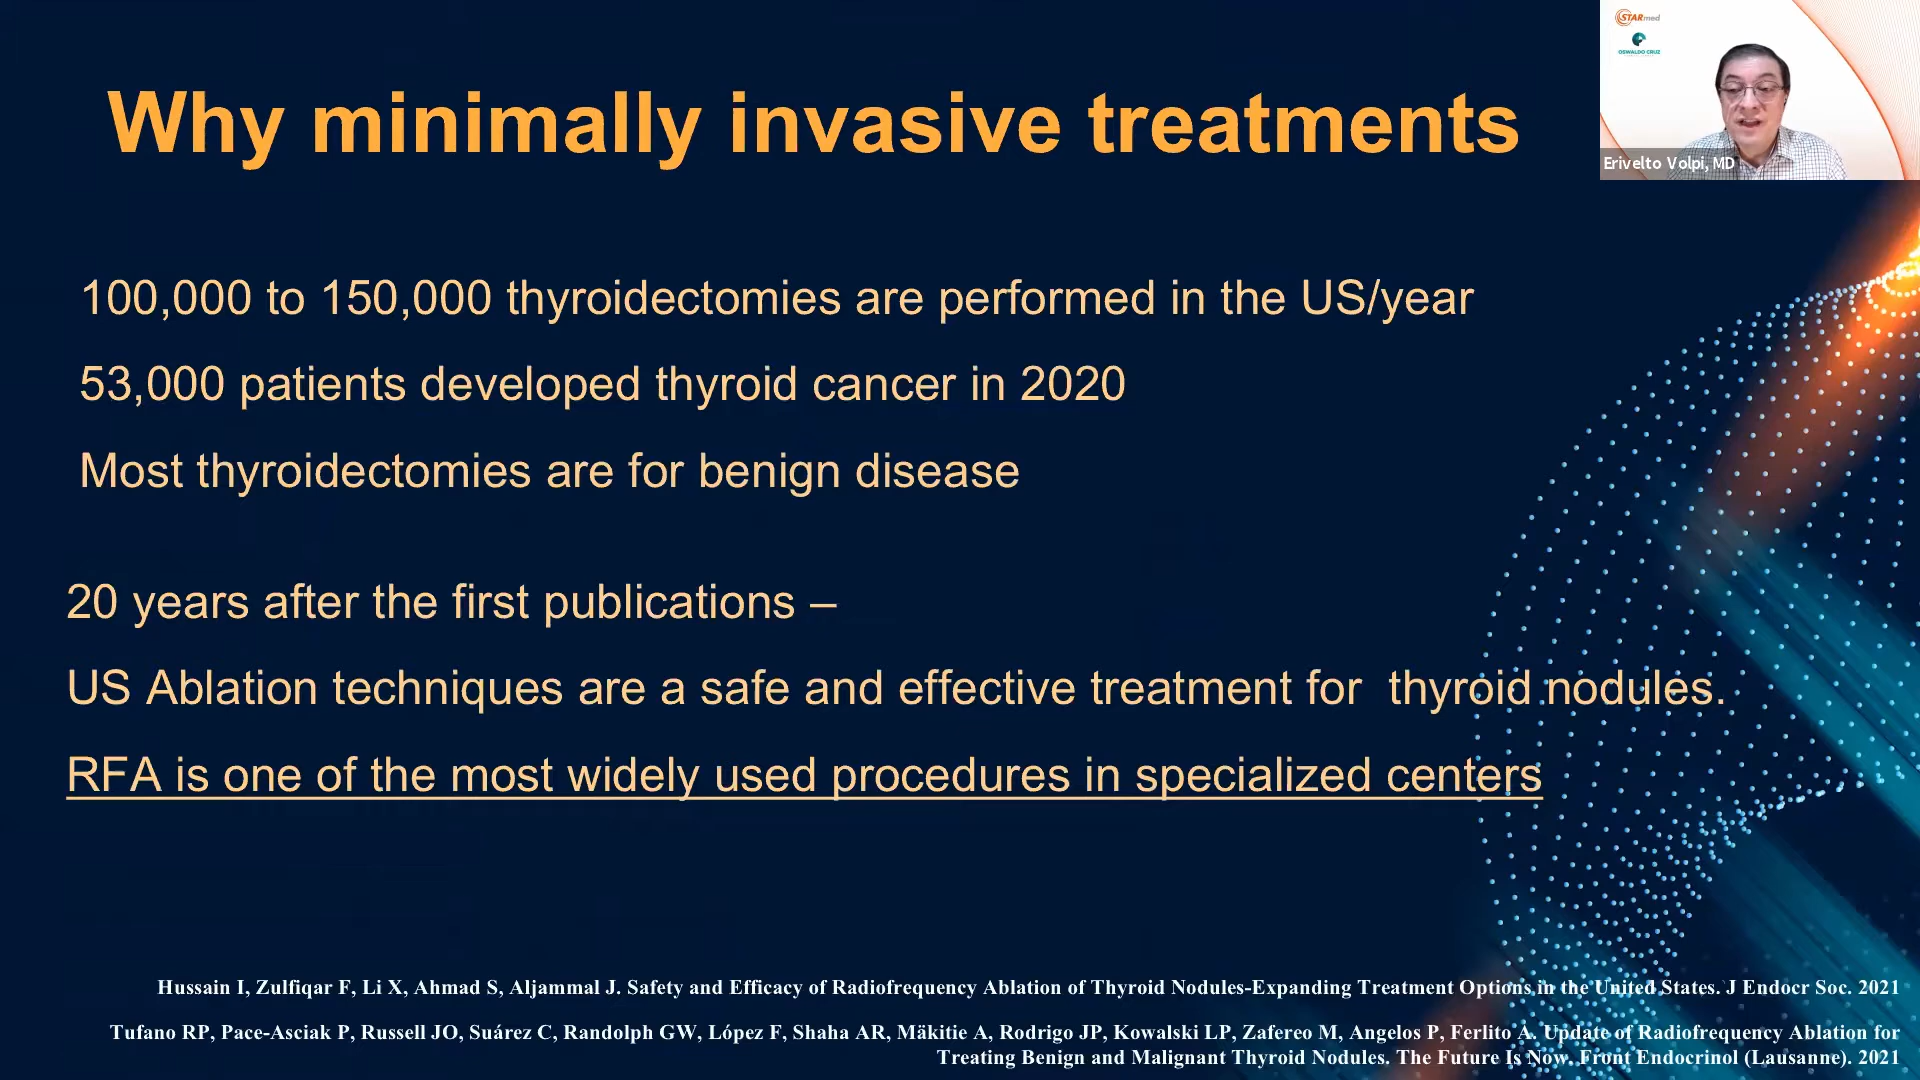 STARmed
OSWALDO CRUZ
Erivelto Volpi, MD
Why minimally invasive treatments
100,000 to 150,000 thyroidectomies are performed in the US/year
53,000 patients developed thyroid cancer in 2020
Most thyroidectomies are for benign disease
20 years after the first publications –
US Ablation techniques are a safe and effective treatment for  thyroid nodules.
RFA is one of the most widely used procedures in specialized centers
Hussain I, Zulfiqar F, Li X, Ahmad S, Aljammal J. Safety and Efficacy of Radiofrequency Ablation of Thyroid Nodules-Expanding Treatment Options in the United States. J Endocr Soc. 2021
Tufano RP, Pace-Asciak P, Russell JO, Suárez C, Randolph GW, López F, Shaha AR, Mäkitie A, Rodrigo JP, Kowalski LP, Zafereo M, Angelos P, Ferlito A. Update of Radiofrequency Ablation for
Treating Benign and Malignant Thyroid Nodules. The Future Is Now. Front Endocrinol (Lausanne). 2021